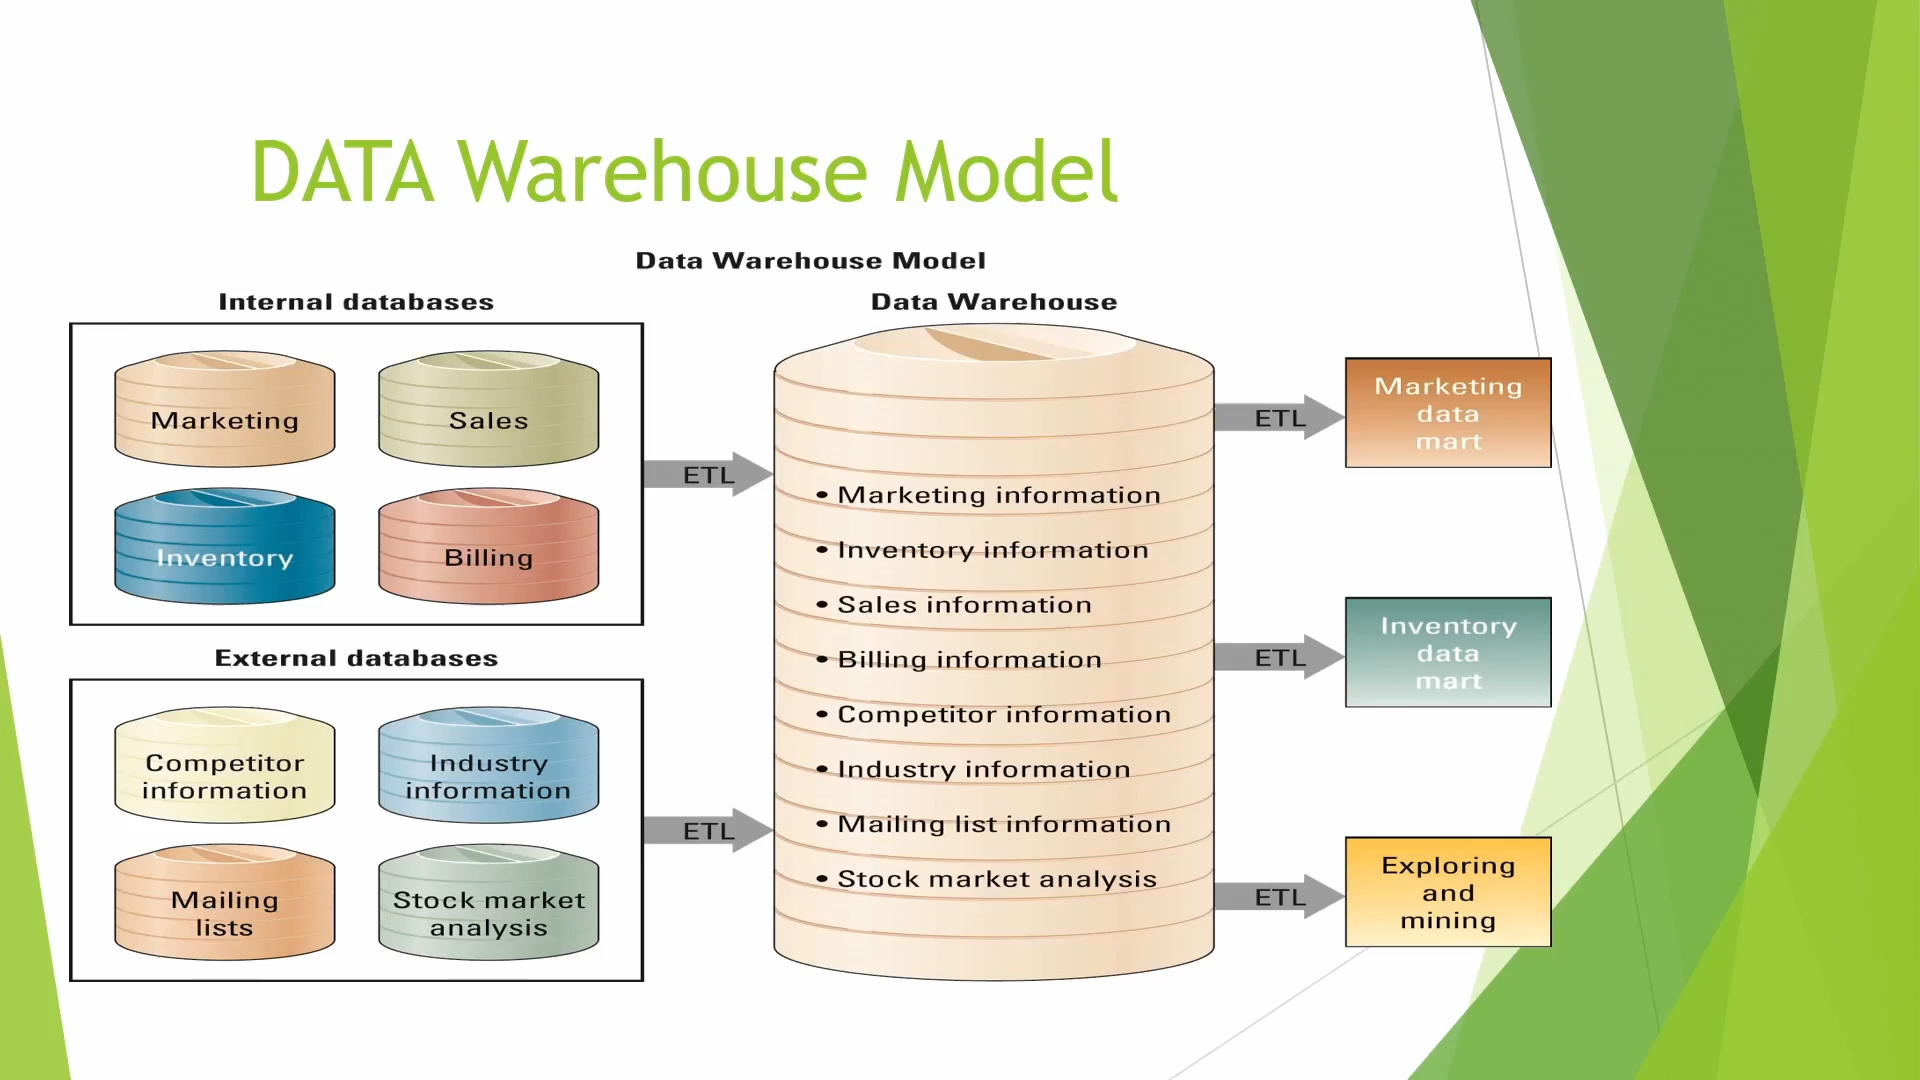 DATA Warehouse Model
Data Warehouse Model
Internal databases
Marketing
Sales
Inventory
Billing
ETL
External databases
Competitor
information
Industry
information
Mailing
lists
Stock market
analysis
ETL
Data Warehouse
• Marketing information
• Inventory information
• Sales information
• Billing information
• Competitor information
• Industry information
• Mailing list information
• Stock market analysis
ETL
Marketing
data
mart
ETL
Inventory
data
mart
ETL
Exploring
and
mining